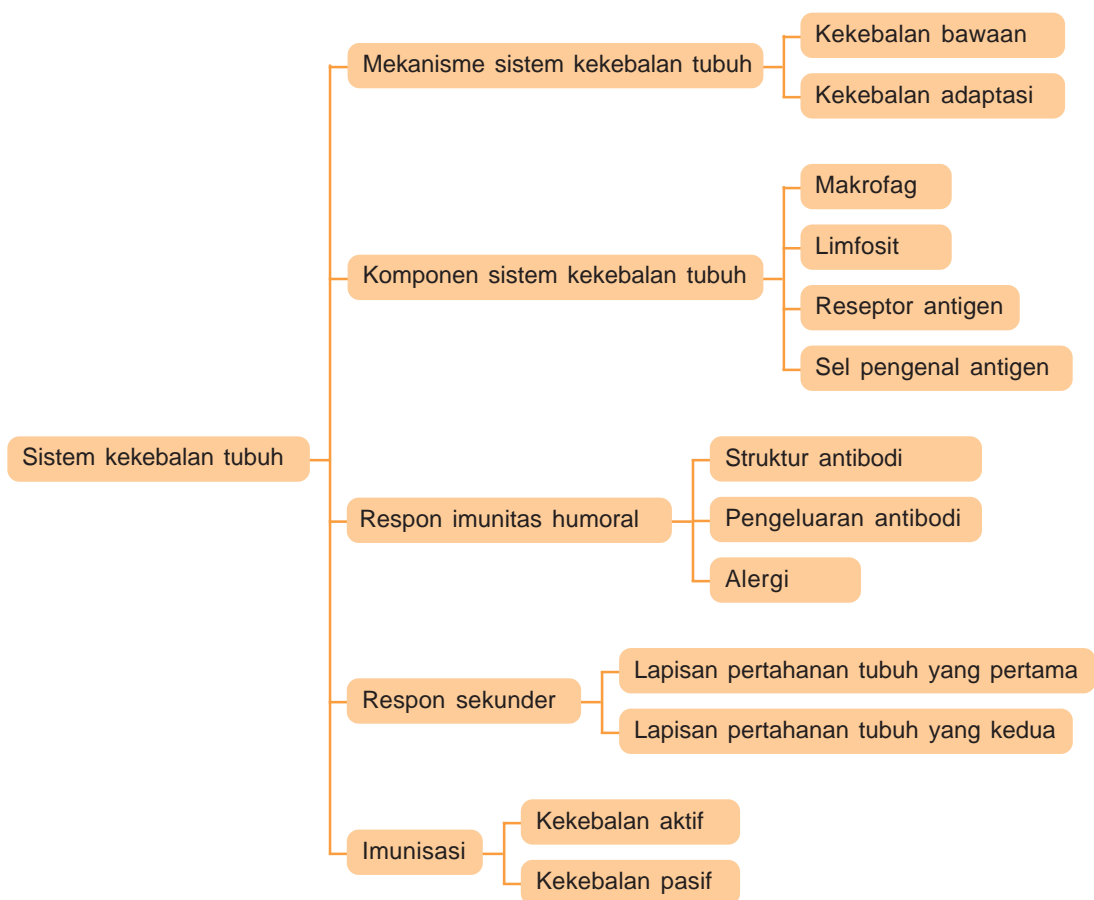 Sistem kekebalan tubuh
Mekanisme sistem kekebalan tubuh
Kekebalan bawaan
Kekebalan adaptasi
Komponen sistem kekebalan tubuh
Makrofag
Limfosit
Reseptor antigen
Sel pengenal antigen
Respon imunitas humoral
Struktur antibodi
Pengeluaran antibodi
Alergi
Respon sekunder
Lapisan pertahanan tubuh yang pertama
Lapisan pertahanan tubuh yang kedua
Imunisasi
Kekebalan aktif
Kekebalan pasif